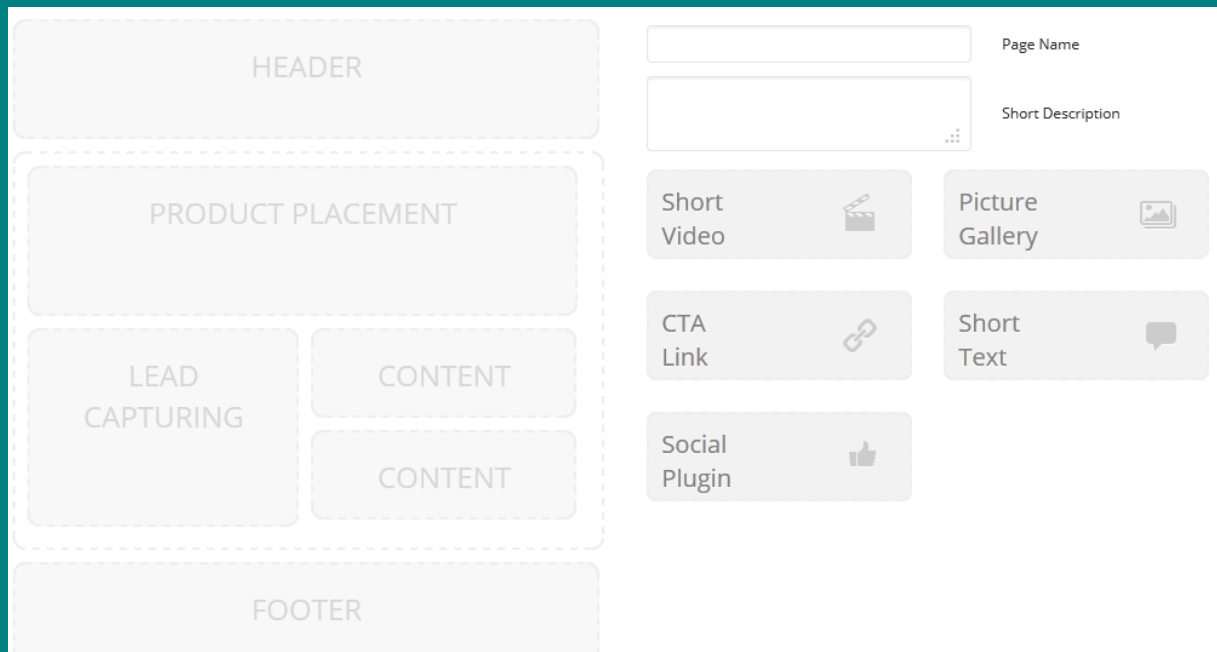 HEADER
PRODUCT PLACEMENT
LEAD
CAPTURING
CONTENT
CONTENT
FOOTER
Page Name
Short Description
Short
Video
Picture
Gallery
CTA
Link
Short
Text
Social
Plugin